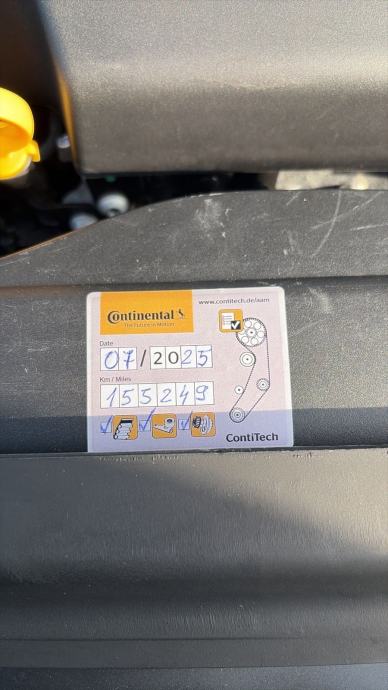 Continental
The Future in Motion
www.contitech.de/aam
Date
07/2025
Km / Miles
155249
ContiTech